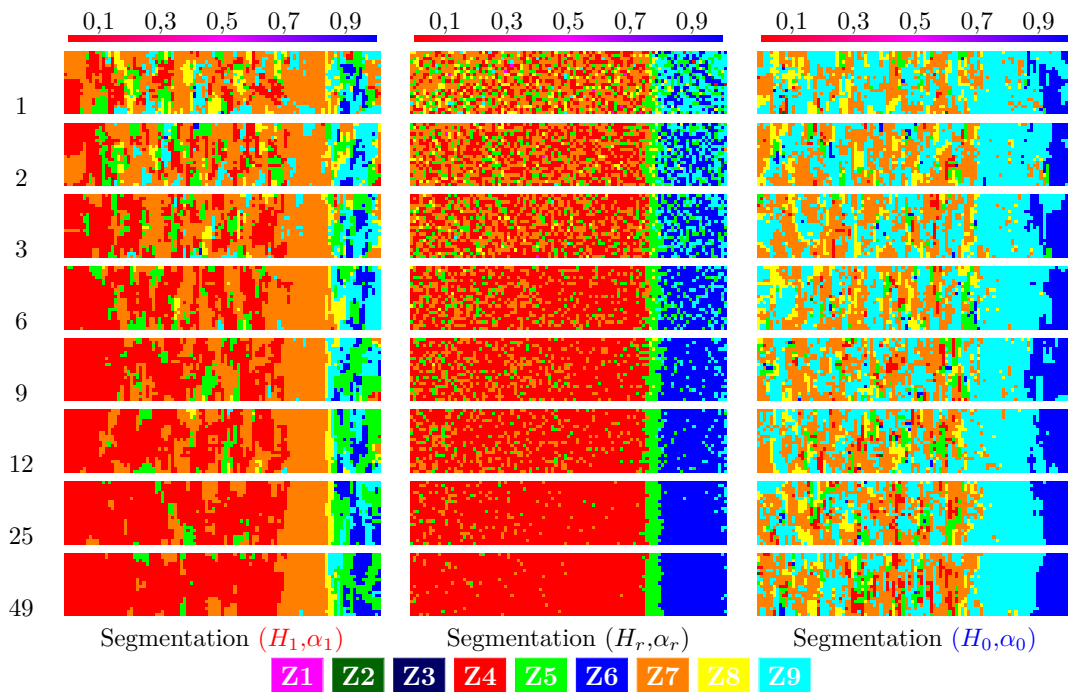 0,1 0,3 0,5 0,7 0,9 0,1 0,3 0,5 0,7 0,9 0,1 0,3 0,5 0,7 0,9
1
2
3
6
9
12
25
49
Segmentation (H₁,α₁) Segmentation (Hᵣ,αᵣ) Segmentation (H₀,α₀)
Z1 Z2 Z3 Z4 Z5 Z6 Z7 Z8 Z9